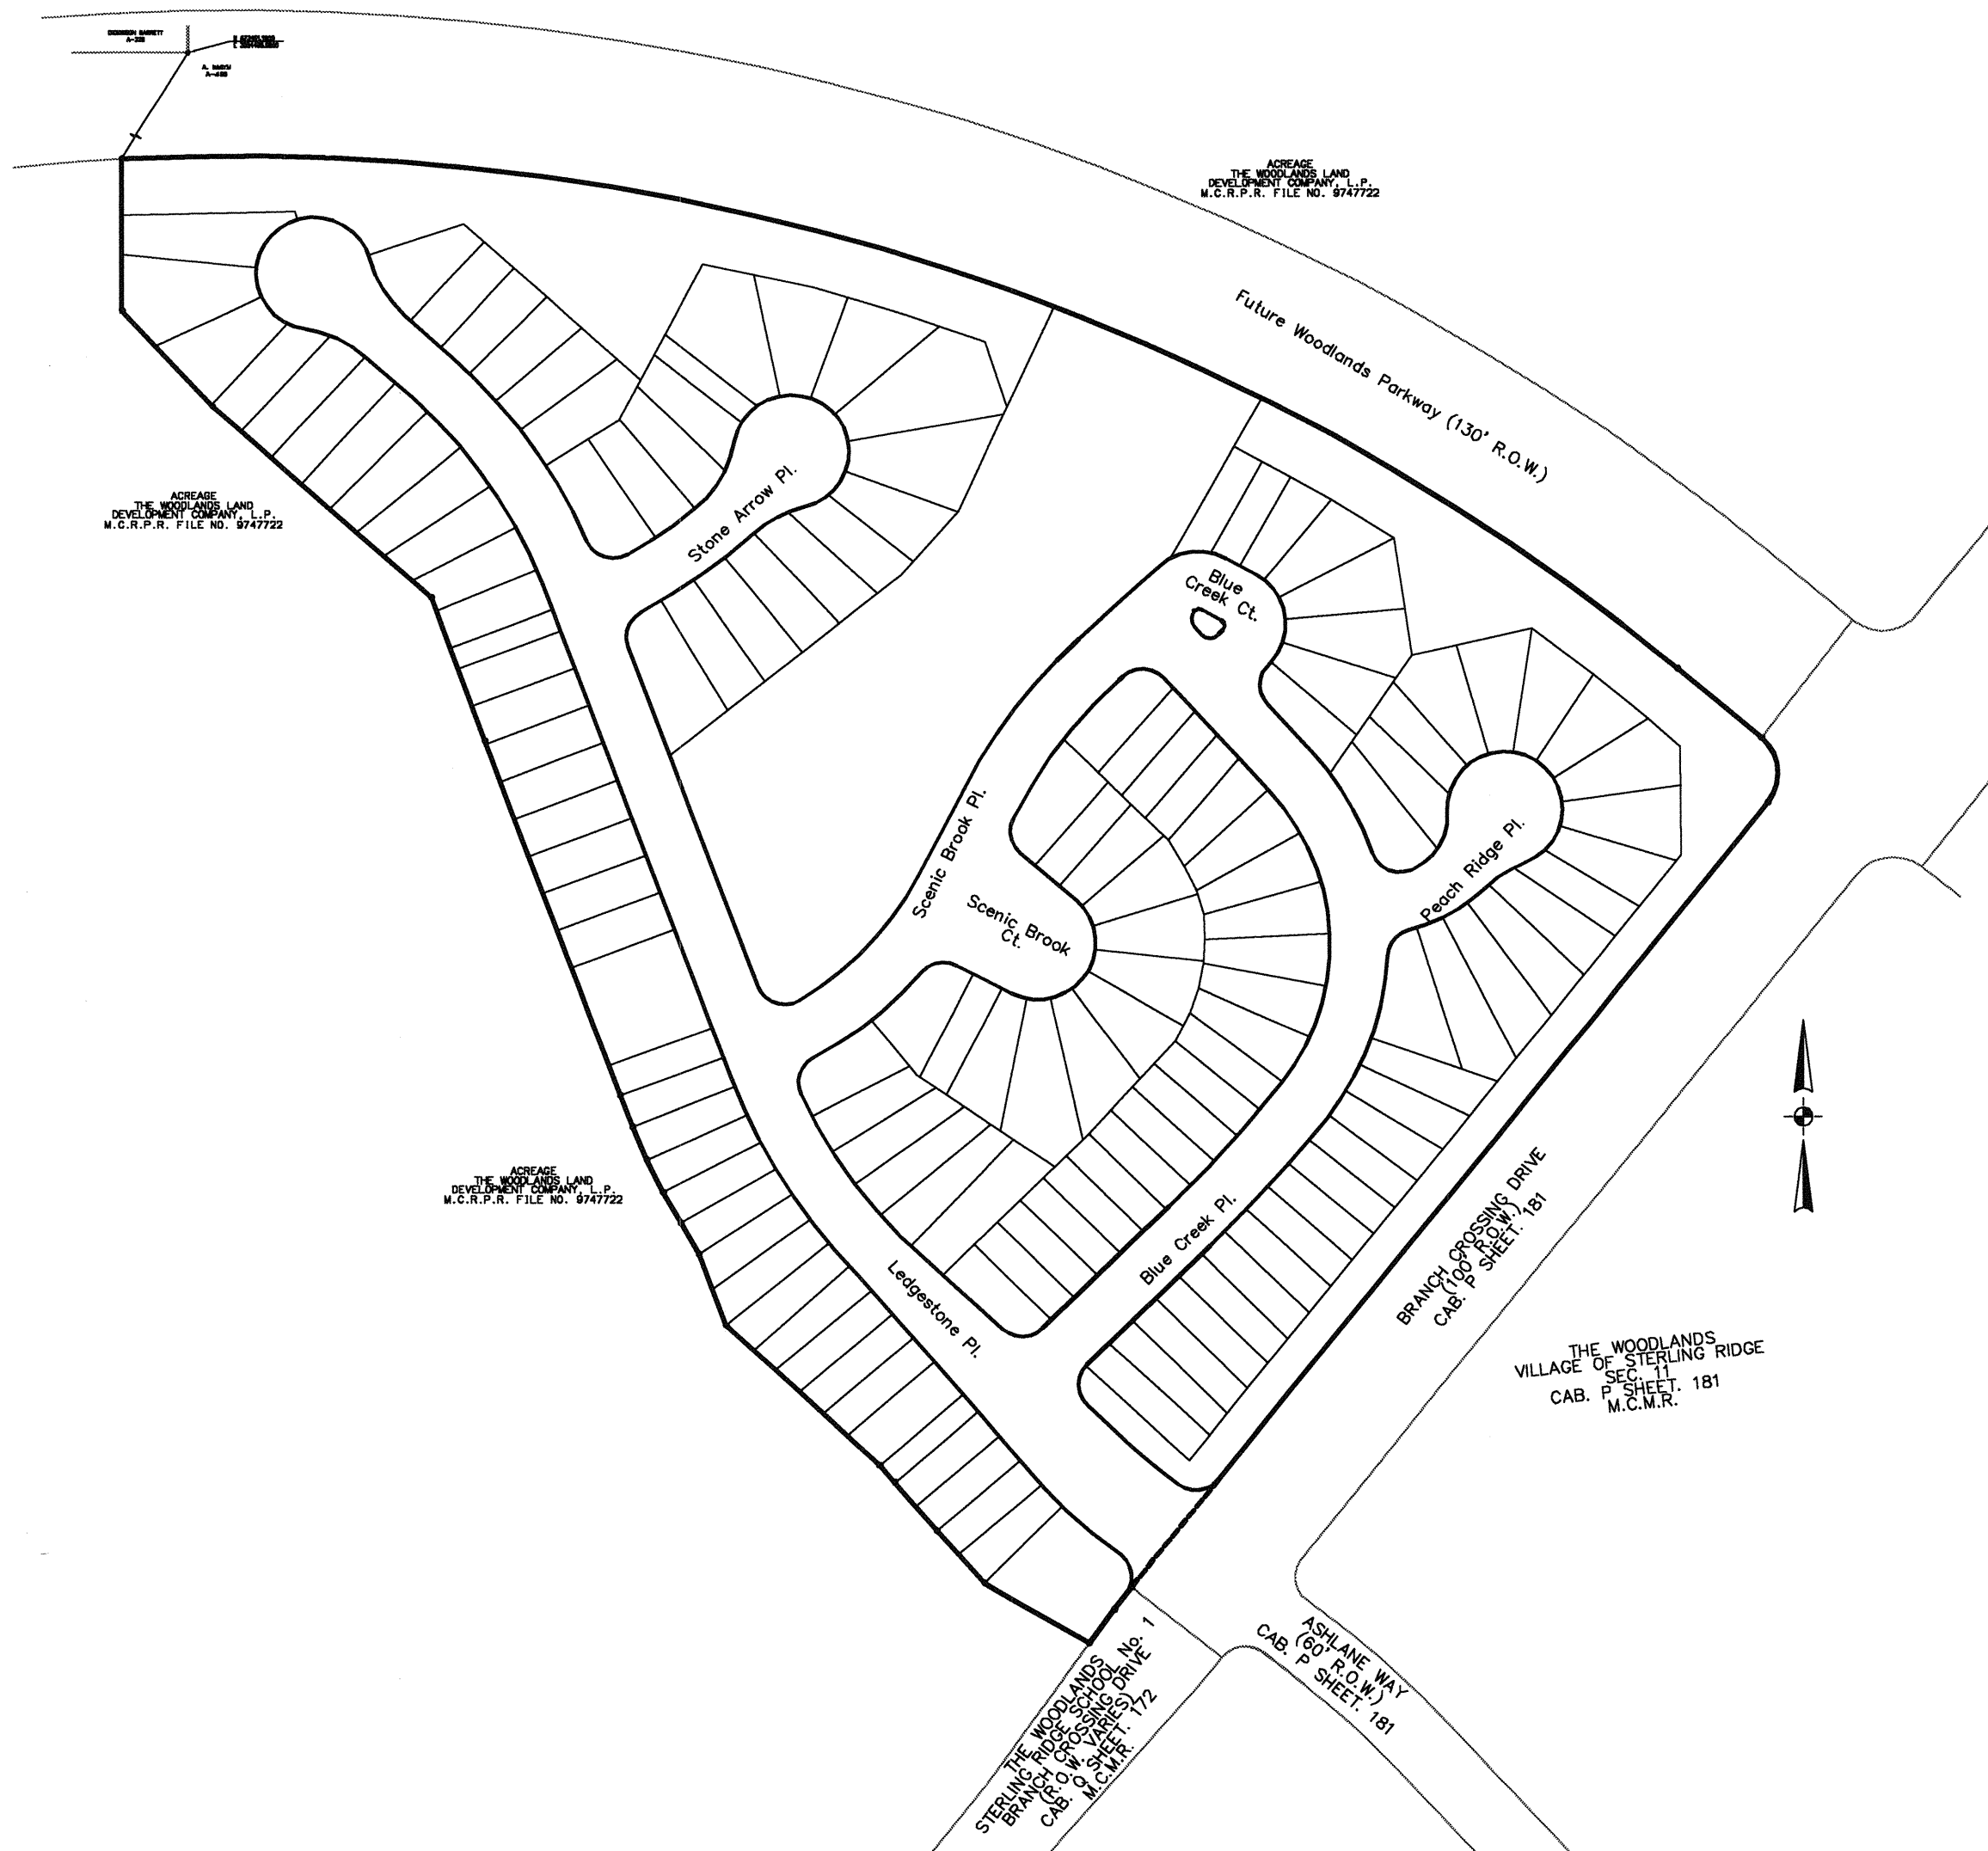 A-
ACREAGE
THE WOODLANDS LAND
DEVELOPMENT COMPANY, L.P.
M.C.R.P.R. FILE NO. 9747722
Future Woodlands Parkway (130' R.O.W.)
ACREAGE
THE WOODLANDS LAND
DEVELOPMENT COMPANY, L.P.
M.C.R.P.R. FILE NO. 9747722
Stone Arrow Pl.
Blue
Creek Ct.
Scenic Brook Pl.
Scenic Brook
Ct.
Peach Ridge Pl.
ACREAGE
THE WOODLANDS LAND
DEVELOPMENT COMPANY, L.P.
M.C.R.P.R. FILE NO. 9747722
Blue Creek Pl.
Ledgestone Pl.
BRANCH CROSSING DRIVE
(100' R.O.W.)
CAB. P SHEET. 181
THE WOODLANDS
VILLAGE OF STERLING RIDGE
SEC. 11
CAB. P SHEET. 181
M.C.M.R.
ASHLANE WAY
(60' R.O.W.)
CAB. P SHEET. 181
THE WOODLANDS
STERLING RIDGE SCHOOL No. 1
BRANCH CROSSING DRIVE
(R.O.W. VARIES)
CAB. Q SHEET. 172
M.C.M.R.